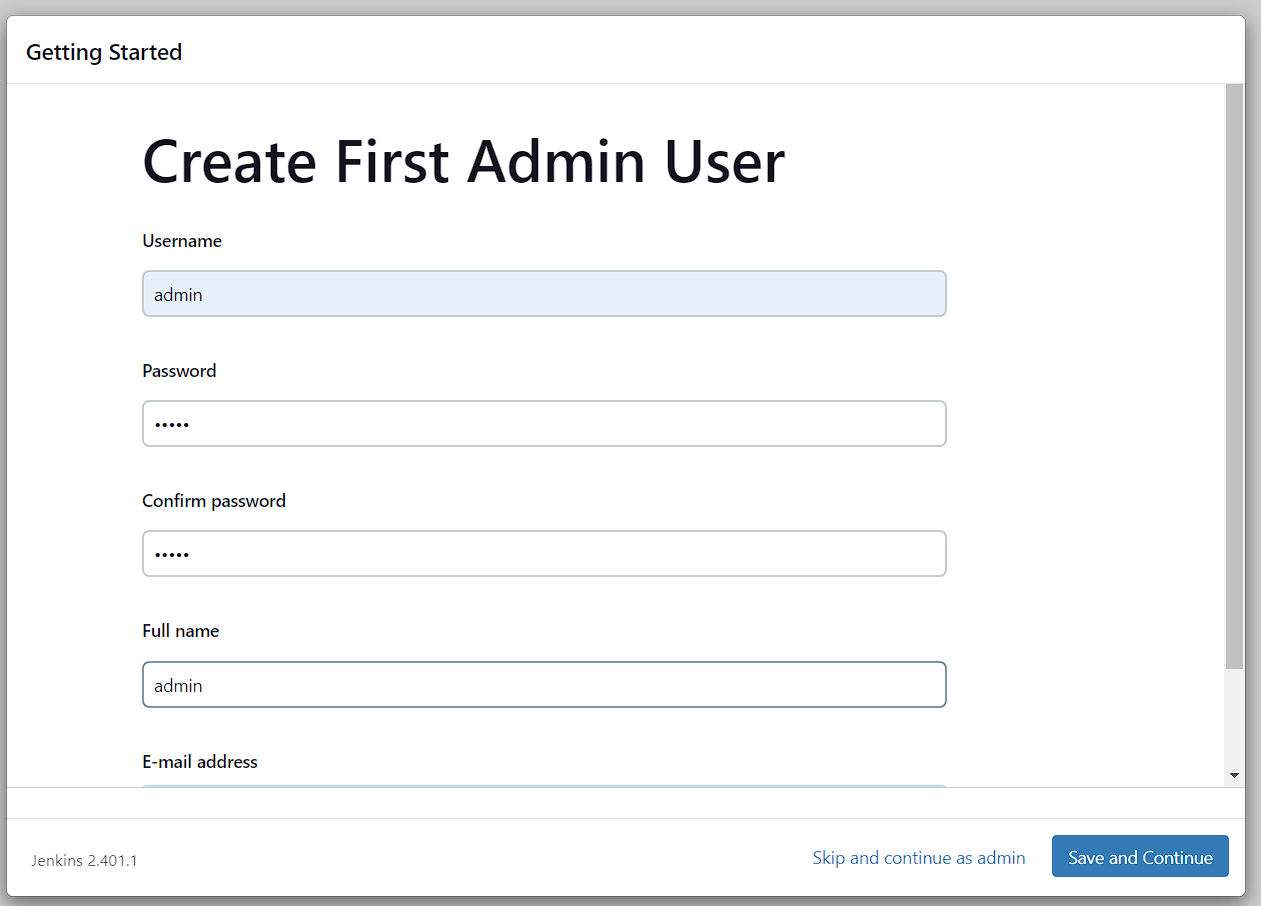 Getting Started
Create First Admin User
Username
admin
Password
•••••
Confirm password
•••••
Full name
admin
E-mail address
Jenkins 2.401.1
Skip and continue as admin
Save and Continue